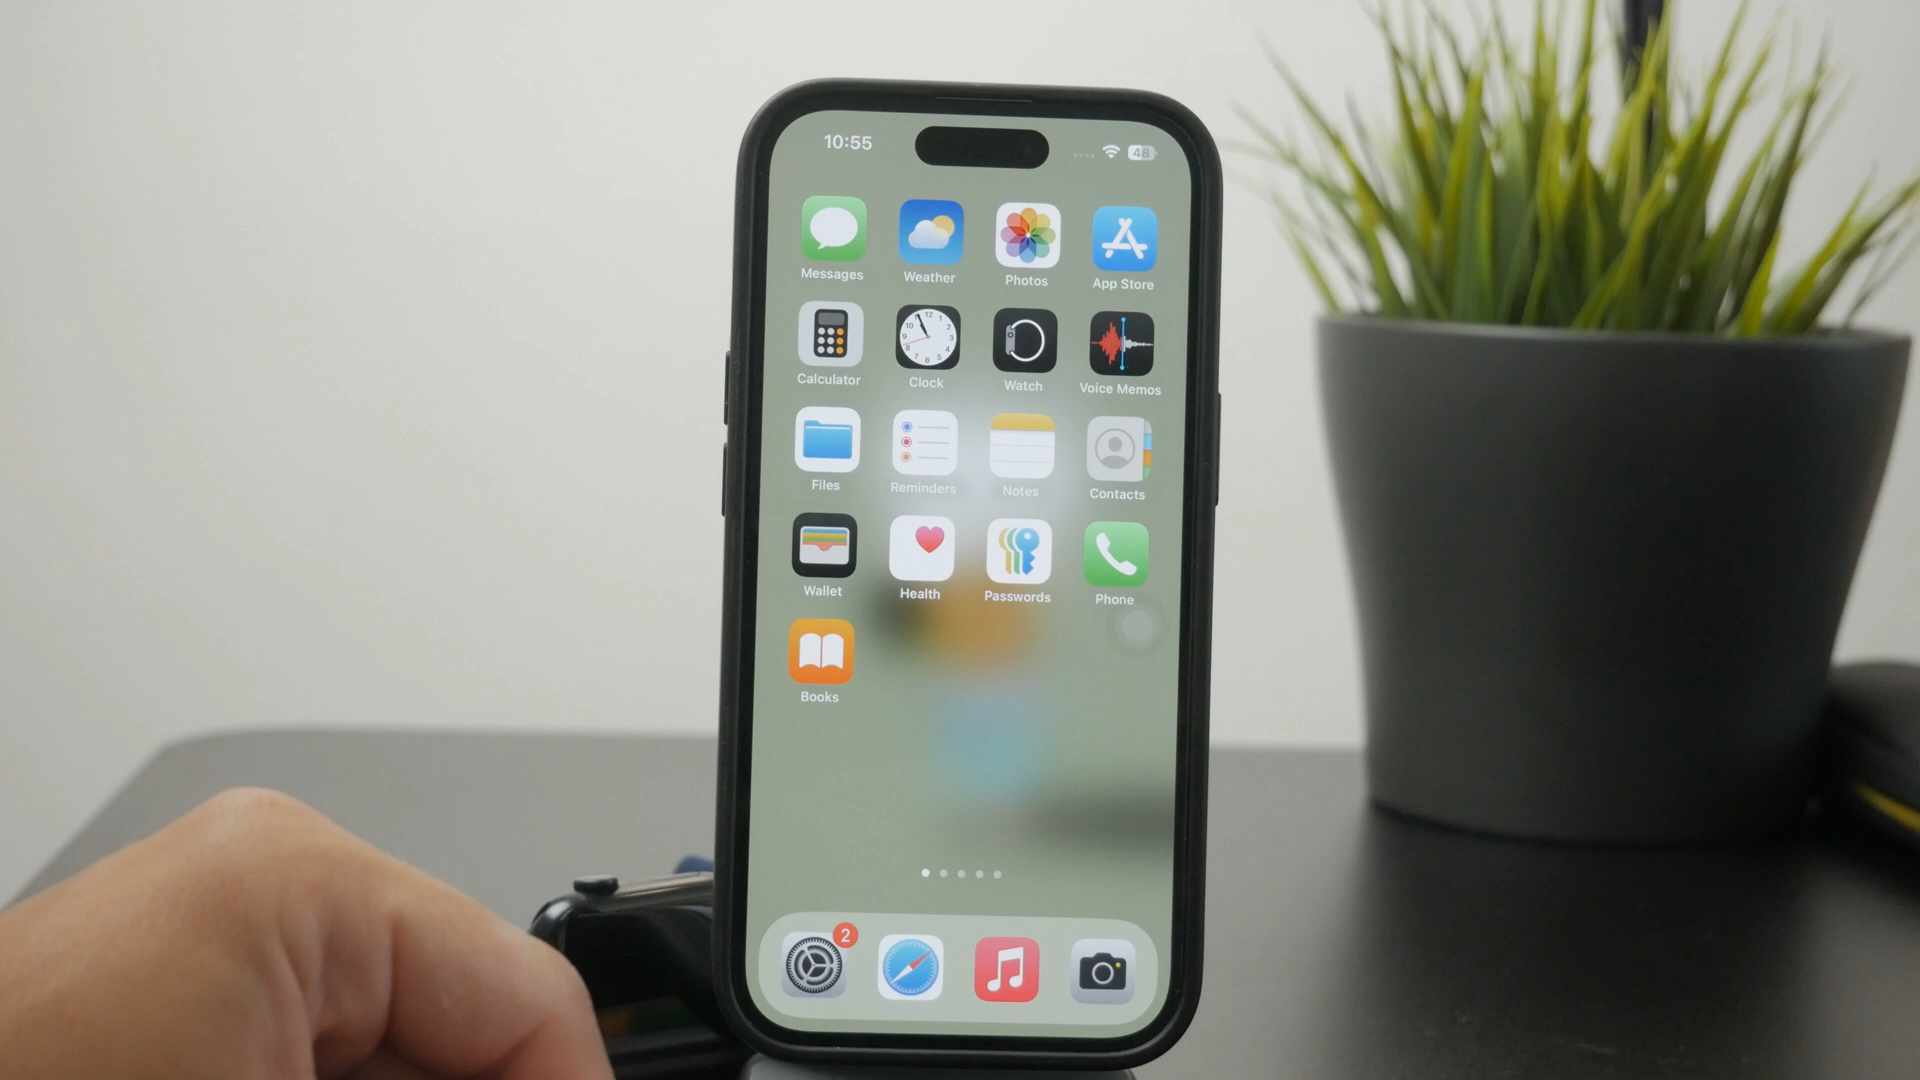 10:55
48
Messages Weather Photos App Store
Calculator Clock Watch Voice Memos
Files Reminders Notes Contacts
Wallet Health Passwords Phone
Books
2